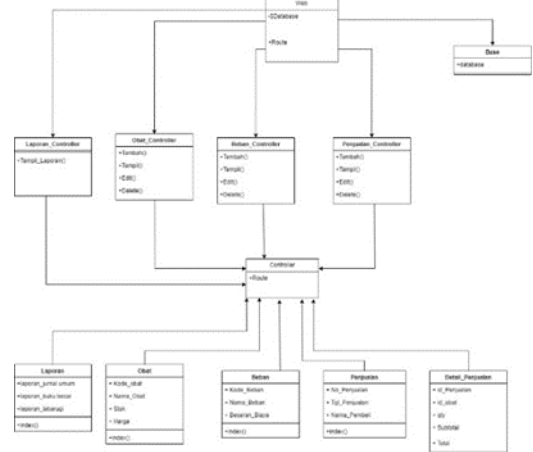 Web
-$Database
+Route
Base
+database
Laporan_Controller
+Tampil_Laporan()
Obat_Controller
+Tambah()
+Tampil()
+Edit()
+Delete()
Beban_Controller
+Tambah()
+Tampil()
+Edit()
+Delete()
Penjualan_Controller
+Tambah()
+Tampil()
+Edit()
+Delete()
Controller
+Route
Laporan
+laporan_jurnal umum
+laporan_buku besar
+laporan_labarugi
+index()
Obat
+ Kode_obat
+ Nama_Obat
+ Stok
+ Harga
+index()
Beban
+ Kode_Beban
+ Nama_Beban
+ Besaran_Biaya
+index()
Penjualan
+ No_Penjualan
+ Tgl_Penjualan
+ Nama_Pembeli
+index()
Detail_Penjualan
+ id_Penjualan
+ id_obat
+ qty
+ Subtotal
+ Total